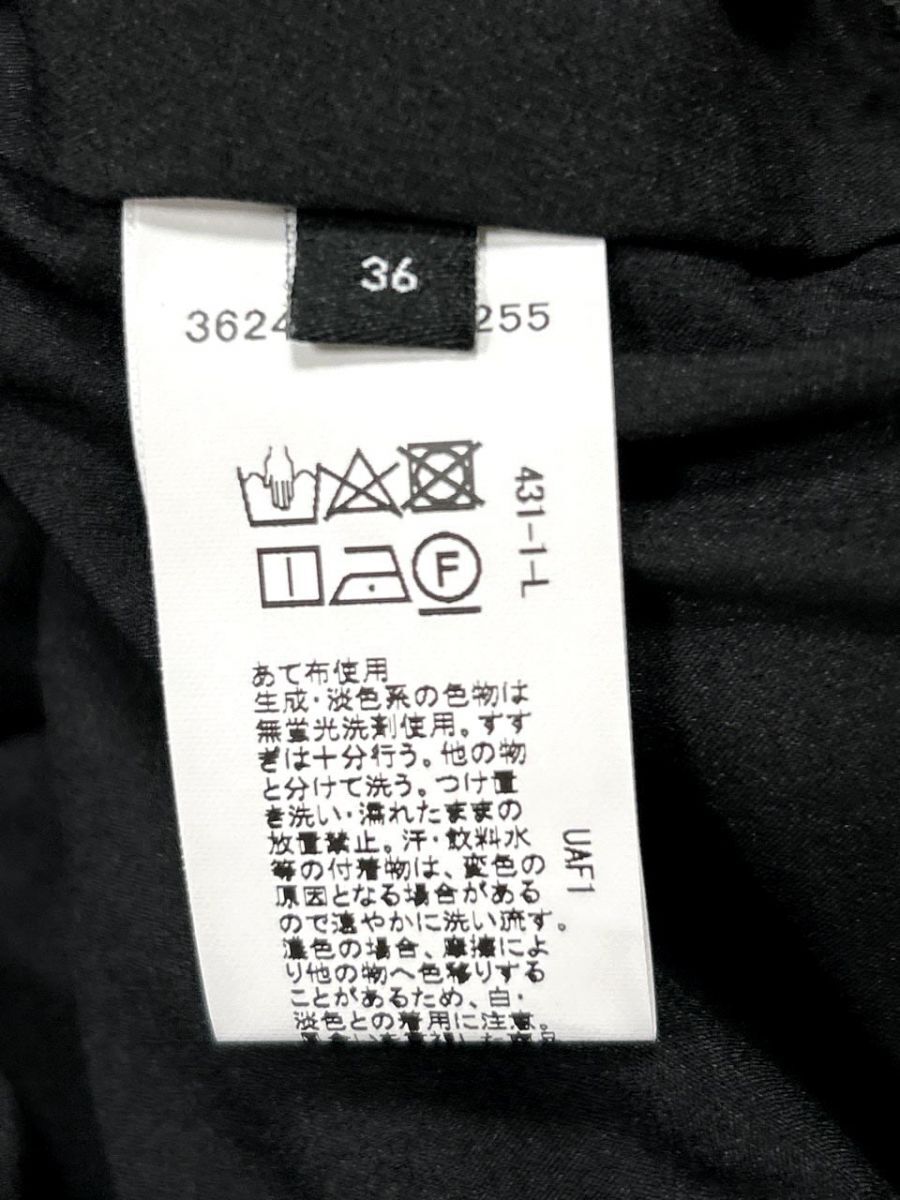 36
3624
255
431-1-L
F
あて布使用
生成・淡色系の色物は
無蛍光洗剤使用。すす
ぎは十分行う。他の物
と分けて洗う。つけ置
き洗い・濡れたままの
放置禁止。汗・飲料水
等の付着物は、変色の
原因となる場合がある
ので速やかに洗い流す。
濃色の場合、摩擦によ
り他の物へ色移りする
ことがあるため、白・
淡色との着用に注意。
UAF1